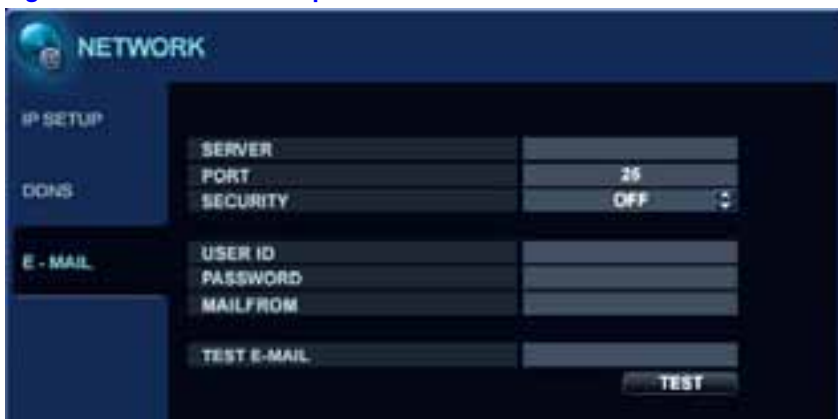 NETWORK
IP SETUP
DDNS
E - MAIL
SERVER
PORT 25
SECURITY OFF
USER ID
PASSWORD
MAILFROM
TEST E-MAIL
TEST